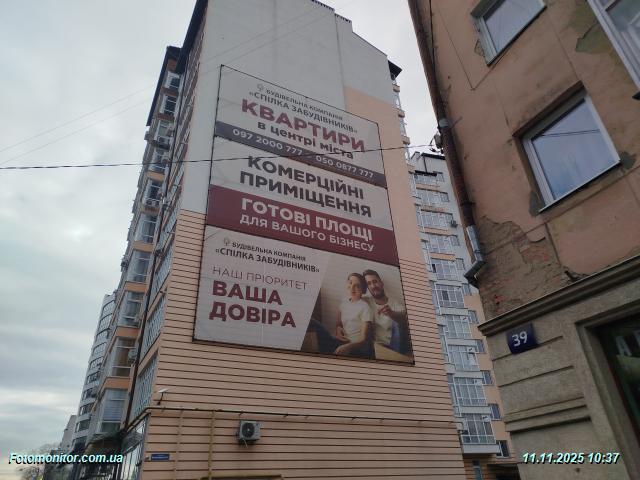 БУДІВЕЛЬНА КОМПАНІЯ
«СПІЛКА ЗАБУДІВНИКІВ»
КВАРТИРИ
в центрі міста
097 2000 777 - 050 0877 777
КОМЕРЦІЙНІ
ПРИМІЩЕННЯ
ГОТОВІ ПЛОЩІ
ДЛЯ ВАШОГО БІЗНЕСУ
БУДІВЕЛЬНА КОМПАНІЯ
«СПІЛКА ЗАБУДІВНИКІВ»
НАШ ПРІОРИТЕТ
ВАША
ДОВІРА
39
Fotomonitor.com.ua
11.11.2025 10:37